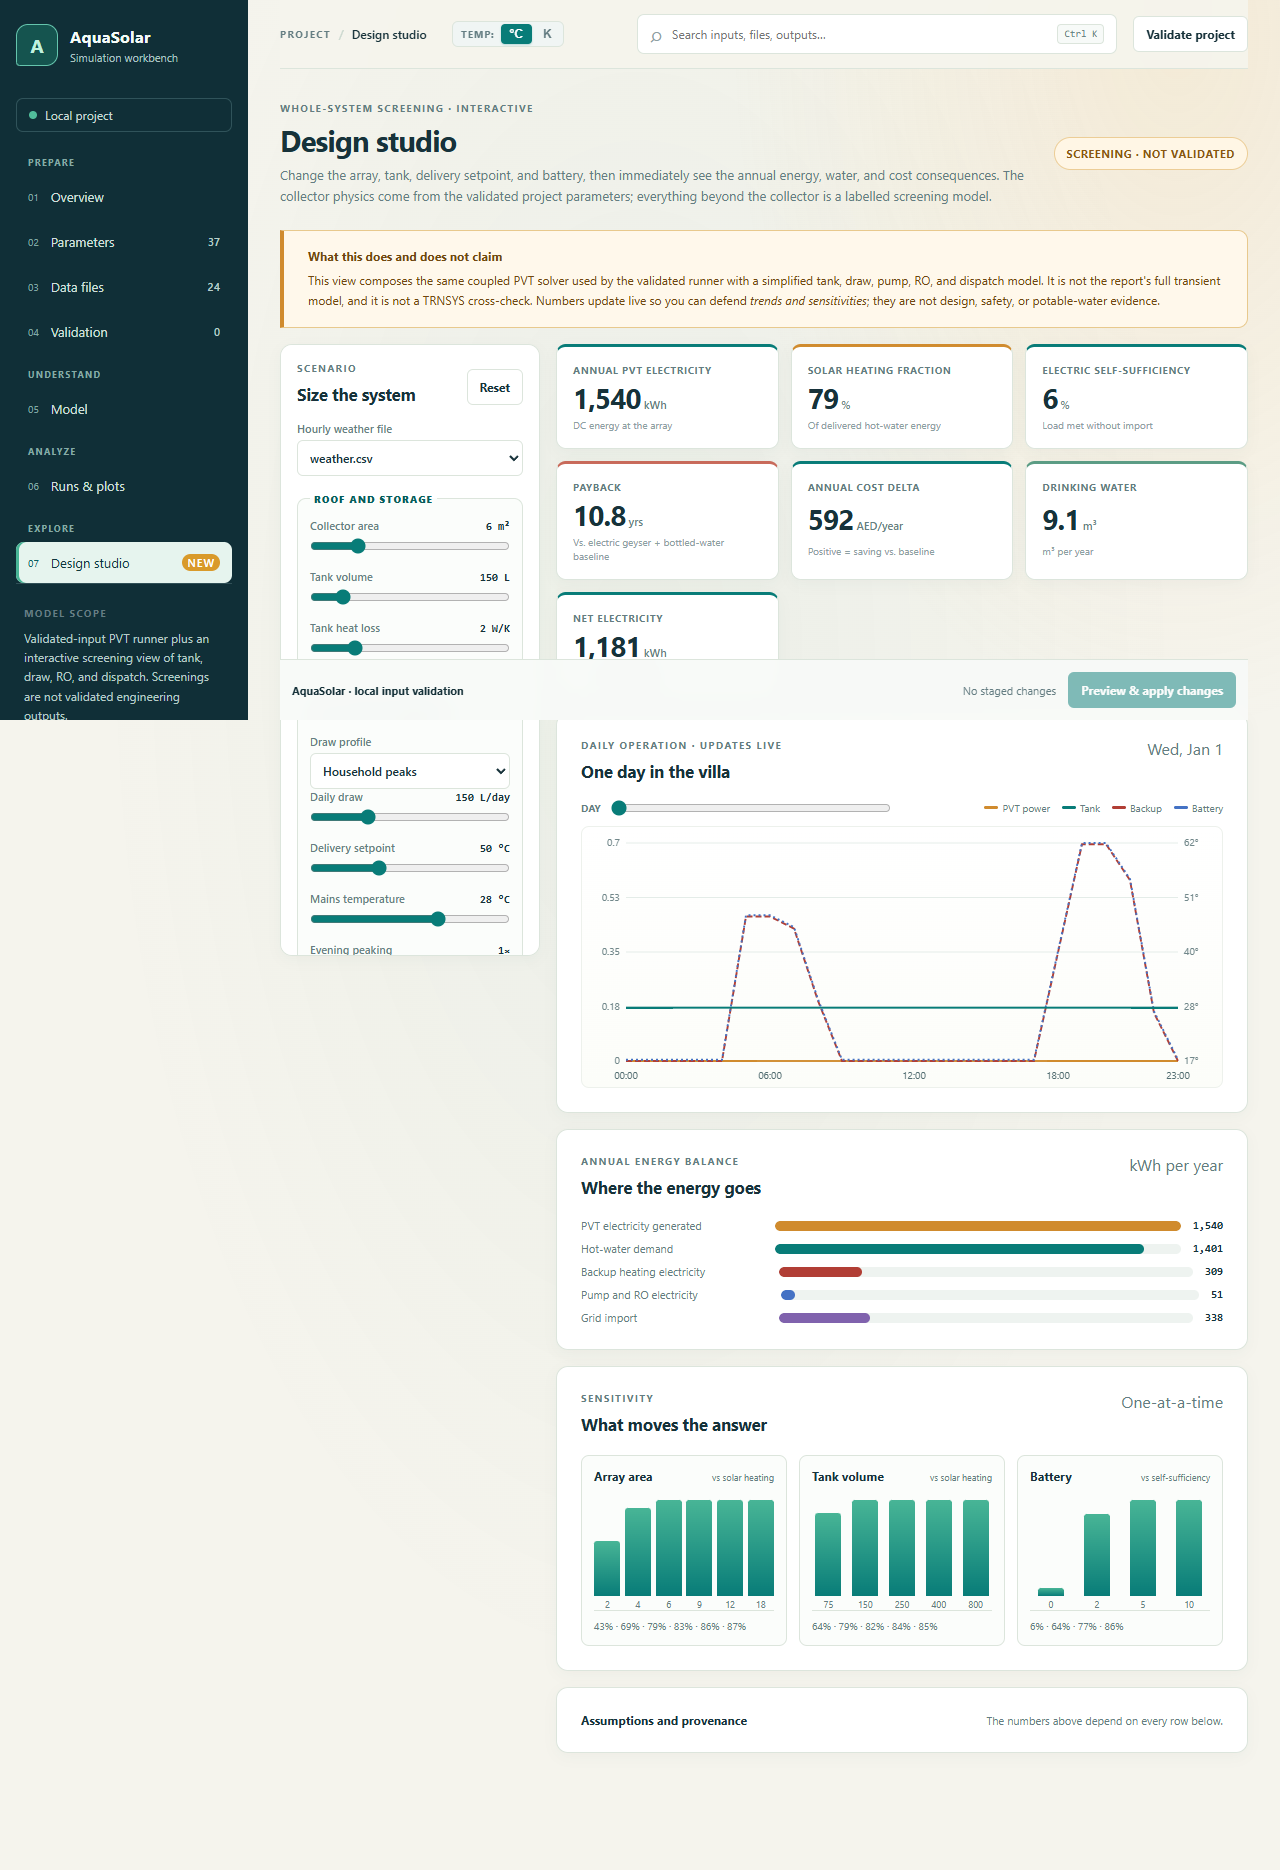 A
AquaSolar
Simulation workbench
Local project
PREPARE
01 Overview
02 Parameters 37
03 Data files 24
04 Validation 0
UNDERSTAND
05 Model
ANALYZE
06 Runs & plots
EXPLORE
07 Design studio NEW
MODEL SCOPE
Validated-input PVT runner plus an
interactive screening view of tank,
draw, RO, and dispatch. Screenings
are not validated engineering
outputs.
PROJECT / Design studio
TEMP: °C K
Search inputs, files, outputs... Ctrl K
Validate project
WHOLE-SYSTEM SCREENING · INTERACTIVE
Design studio
Change the array, tank, delivery setpoint, and battery, then immediately see the annual energy, water, and cost consequences. The
collector physics come from the validated project parameters; everything beyond the collector is a labelled screening model.
SCREENING · NOT VALIDATED
What this does and does not claim
This view composes the same coupled PVT solver used by the validated runner with a simplified tank, draw, pump, RO, and dispatch model. It is not the report's full transient
model, and it is not a TRNSYS cross-check. Numbers update live so you can defend trends and sensitivities; they are not design, safety, or potable-water evidence.
SCENARIO
Size the system
Reset
Hourly weather file
weather.csv
ROOF AND STORAGE
Collector area 6 m²
Tank volume 150 L
Tank heat loss 2 W/K
Draw profile
Household peaks
Daily draw 150 L/day
Delivery setpoint 50 °C
Mains temperature 28 °C
Evening peaking 1×
ANNUAL PVT ELECTRICITY
1,540 kWh
DC energy at the array
SOLAR HEATING FRACTION
79 %
Of delivered hot-water energy
ELECTRIC SELF-SUFFICIENCY
6 %
Load met without import
PAYBACK
10.8 yrs
Vs. electric geyser + bottled-water
baseline
ANNUAL COST DELTA
592 AED/year
Positive = saving vs. baseline
DRINKING WATER
9.1 m³
m³ per year
NET ELECTRICITY
1,181 kWh
AquaSolar · local input validation
No staged changes
Preview & apply changes
DAILY OPERATION · UPDATES LIVE
One day in the villa
Wed, Jan 1
DAY
PVT power Tank Backup Battery
0.7 62°
0.53 51°
0.35 40°
0.18 28°
0 17°
00:00 06:00 12:00 18:00 23:00
ANNUAL ENERGY BALANCE
Where the energy goes
kWh per year
PVT electricity generated 1,540
Hot-water demand 1,401
Backup heating electricity 309
Pump and RO electricity 51
Grid import 338
SENSITIVITY
What moves the answer
One-at-a-time
Array area vs solar heating
2 4 6 9 12 18
43% · 69% · 79% · 83% · 86% · 87%
Tank volume vs solar heating
75 150 250 400 800
64% · 79% · 82% · 84% · 85%
Battery vs self-sufficiency
0 2 5 10
6% · 64% · 77% · 86%
Assumptions and provenance
The numbers above depend on every row below.